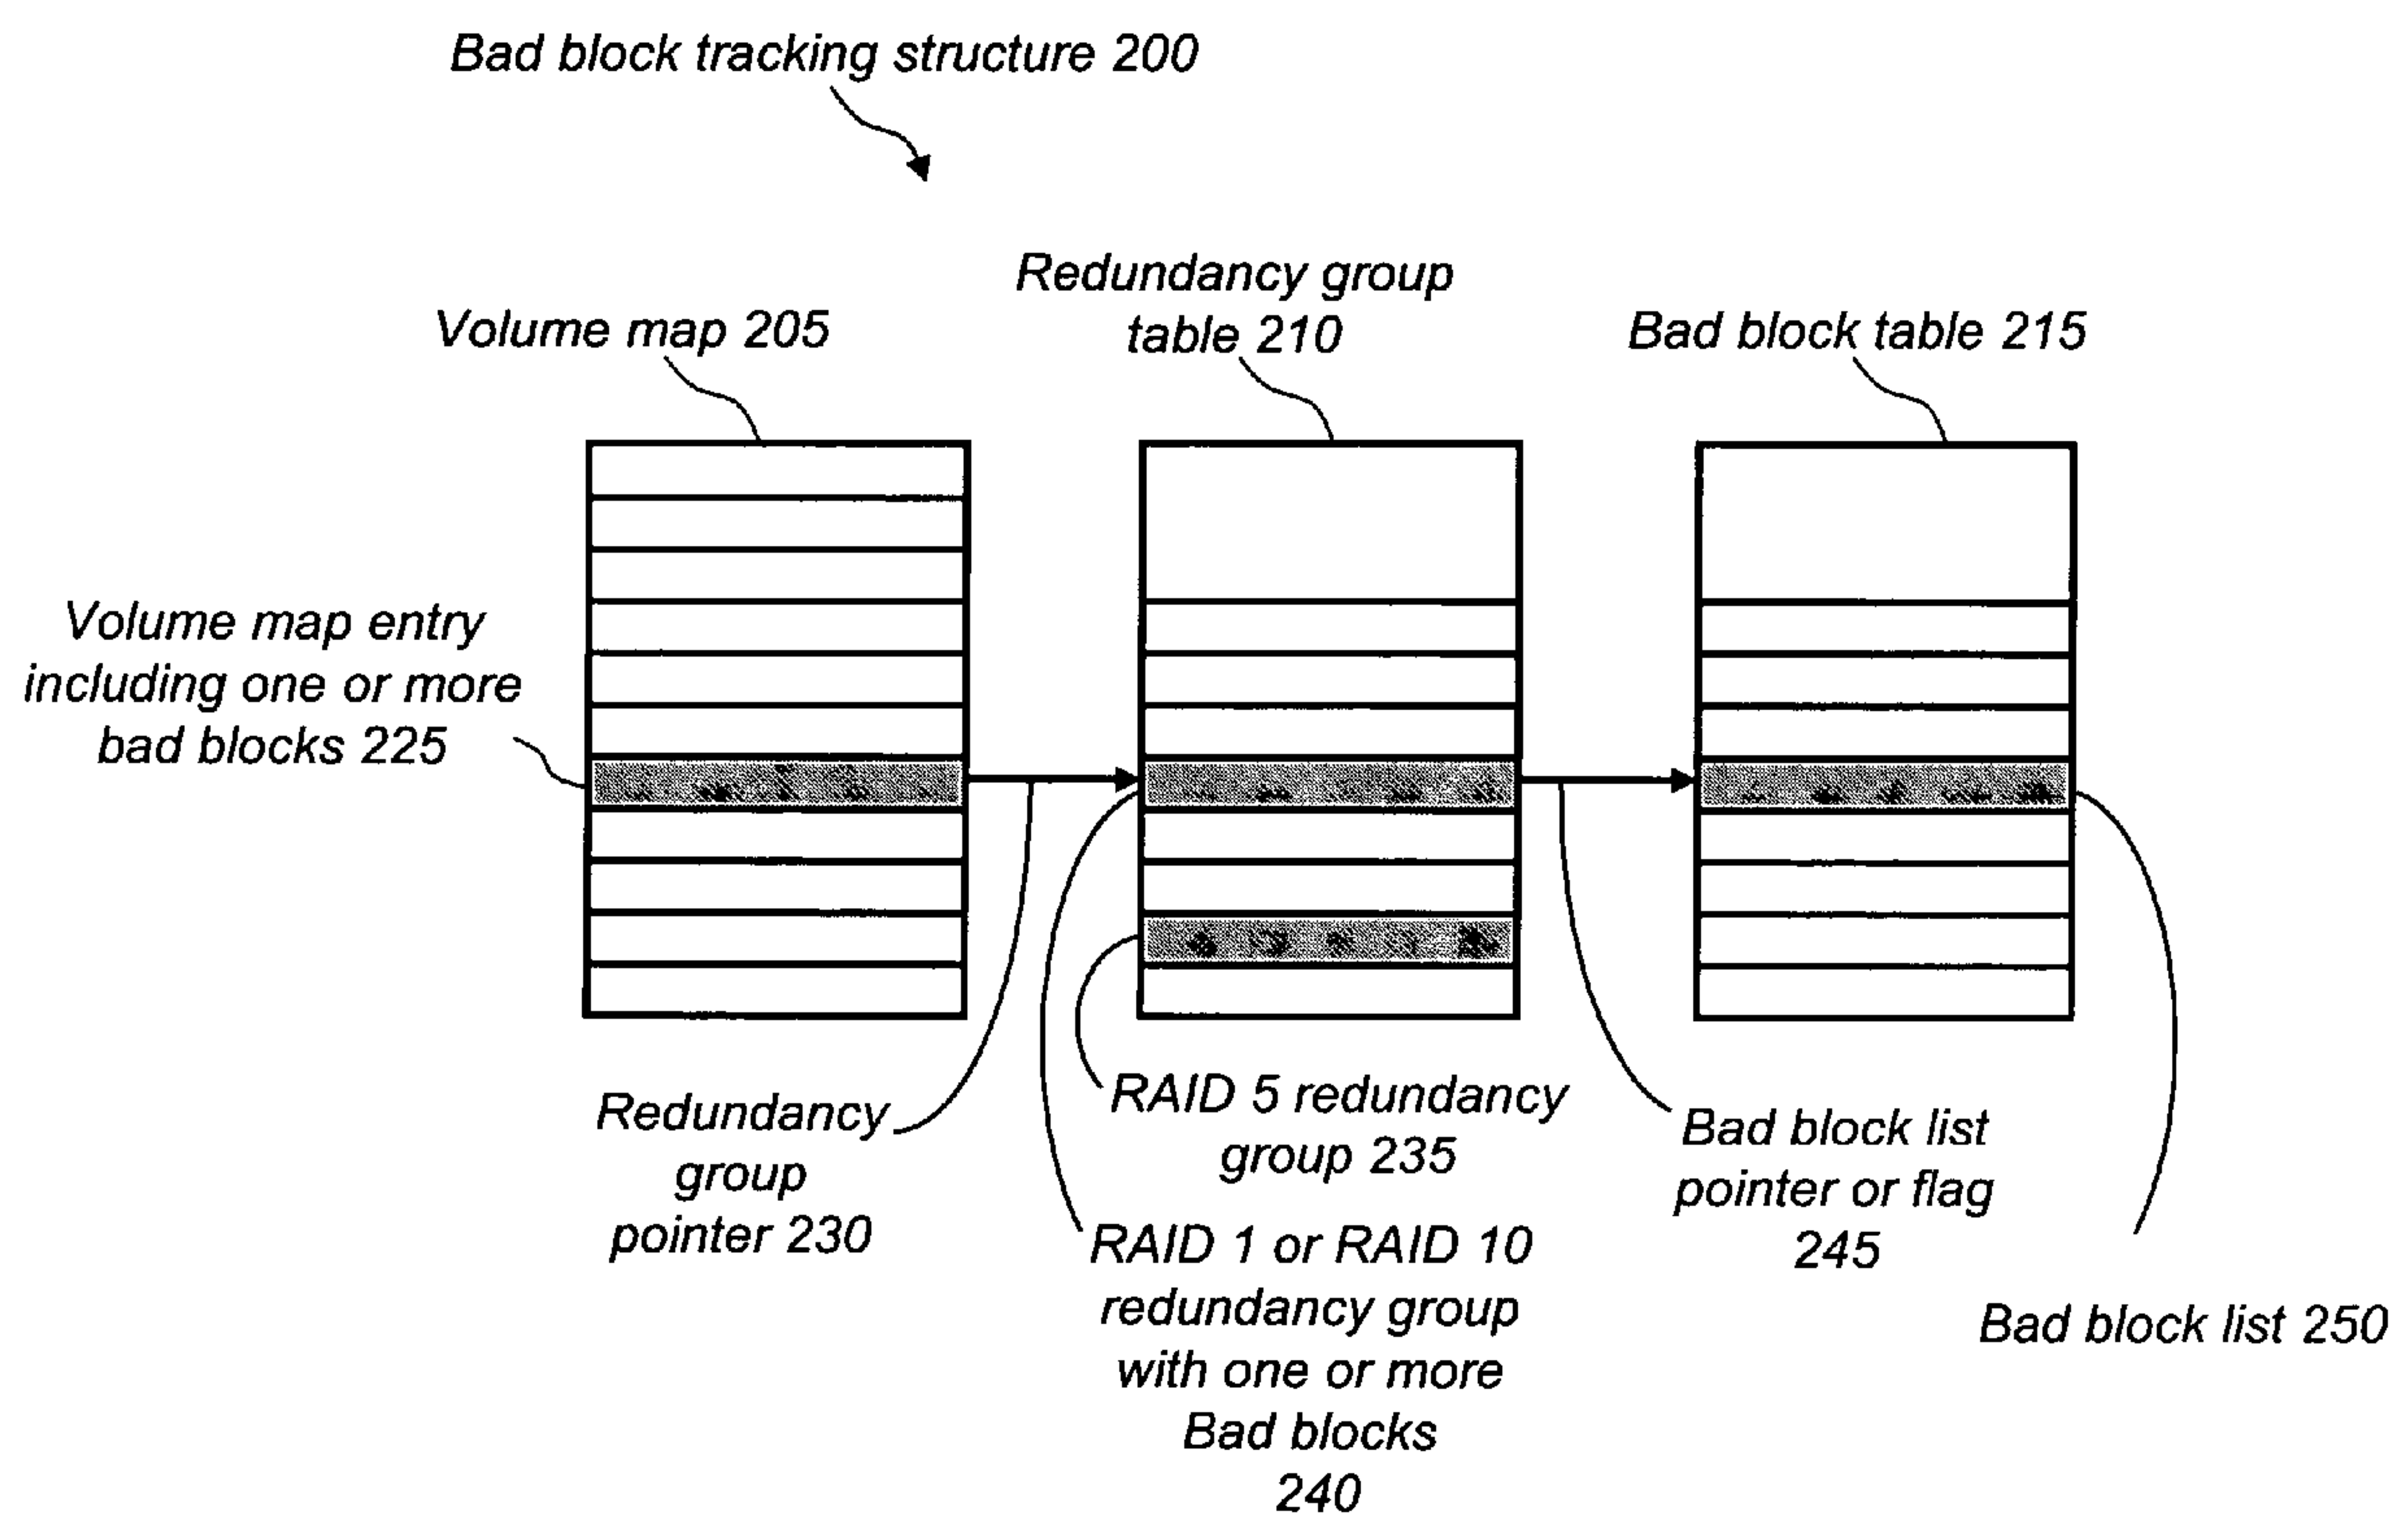 Bad block tracking structure 200
Redundancy group
table 210
Volume map 205
Bad block table 215
Volume map entry
including one or more
bad blocks 225
Redundancy
group
pointer 230
RAID 5 redundancy
group 235
RAID 1 or RAID 10
redundancy group
with one or more
Bad blocks
240
Bad block list
pointer or flag
245
Bad block list 250